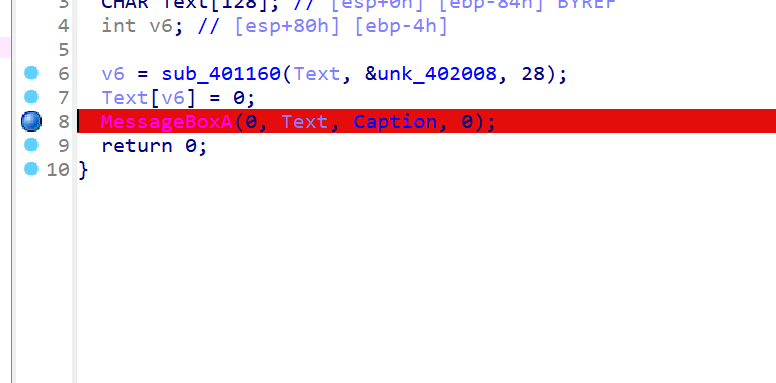 3 CHAR Text[128]; // [esp+0h] [ebp-84h] BYREF
4 int v6; // [esp+80h] [ebp-4h]
5
6 v6 = sub_401160(Text, &unk_402008, 28);
7 Text[v6] = 0;
8 MessageBoxA(0, Text, Caption, 0);
9 return 0;
10 }